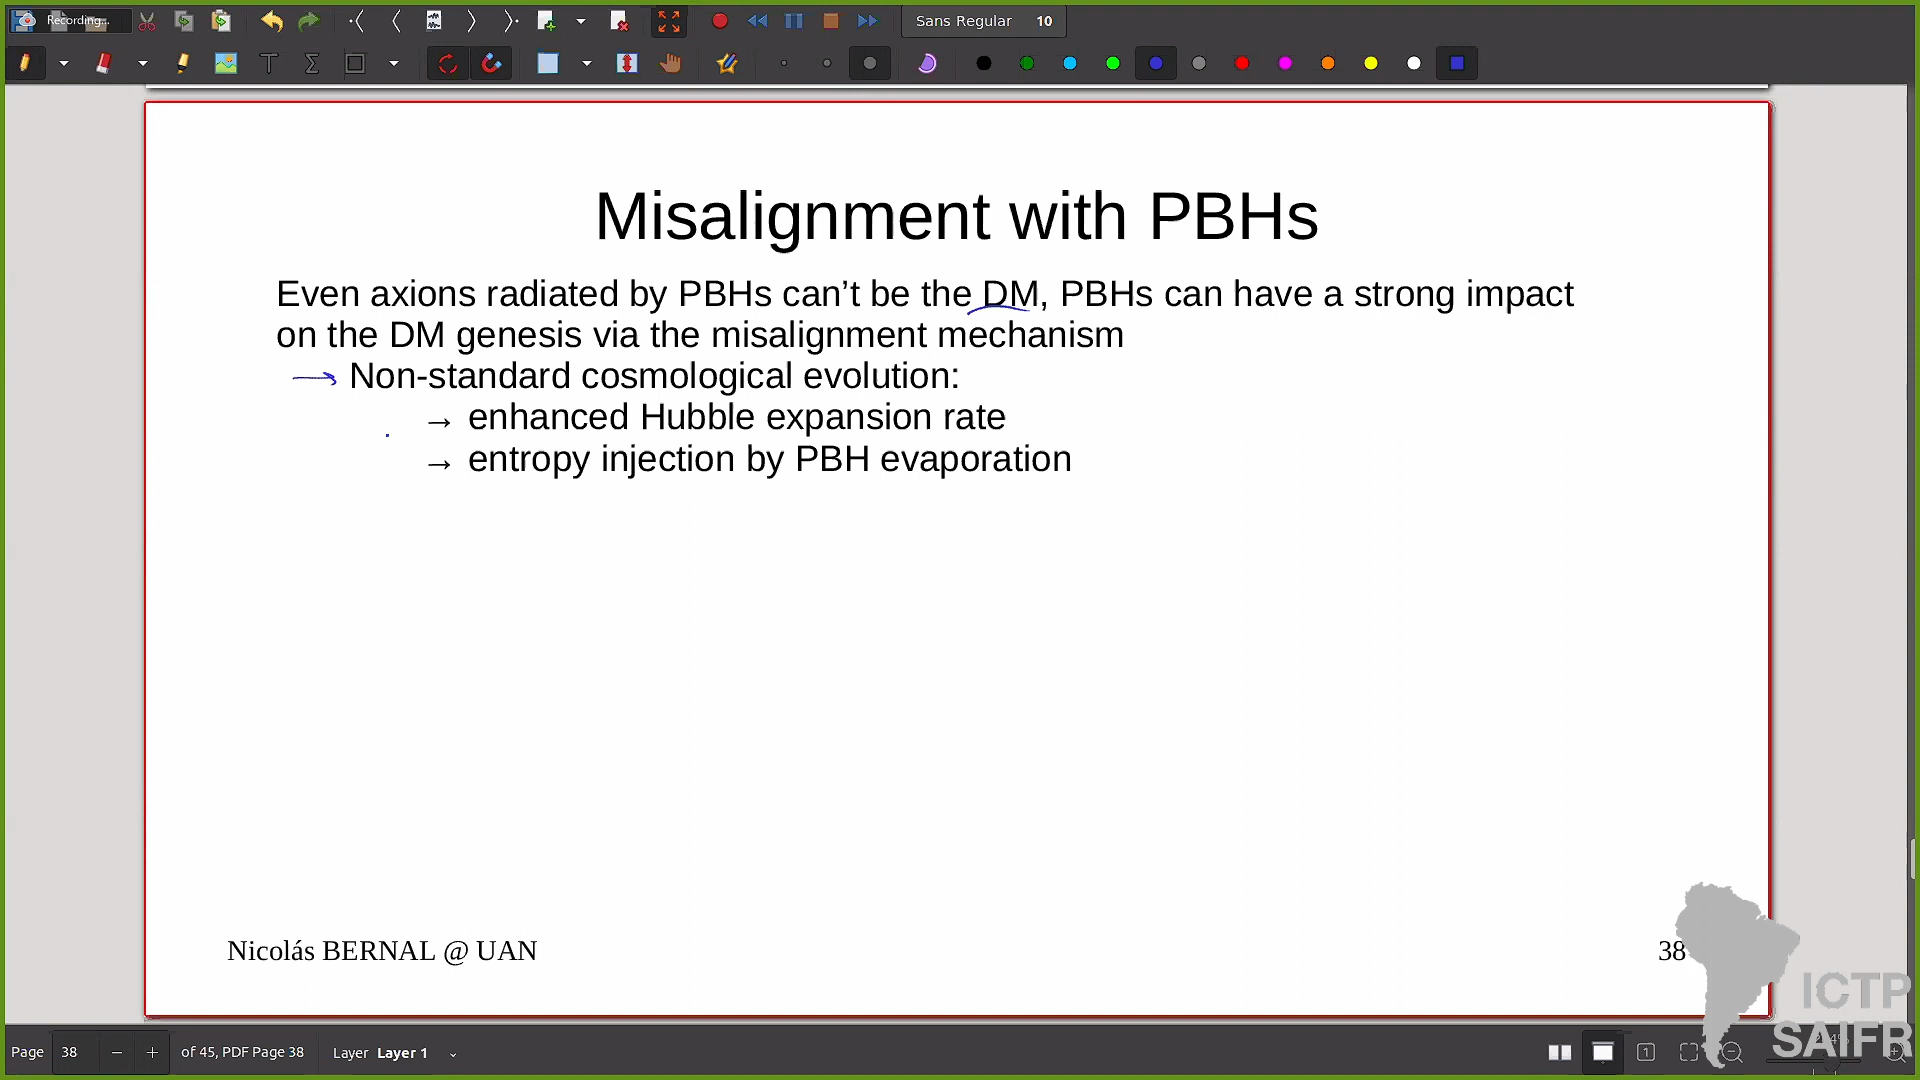 Recording...
Sans Regular 10
Misalignment with PBHs
Even axions radiated by PBHs can’t be the DM, PBHs can have a strong impact
on the DM genesis via the misalignment mechanism
Non-standard cosmological evolution:
→ enhanced Hubble expansion rate
→ entropy injection by PBH evaporation
Nicolás BERNAL @ UAN
38
ICTP
SAIFR
Page 38 − + of 45, PDF Page 38 Layer Layer 1